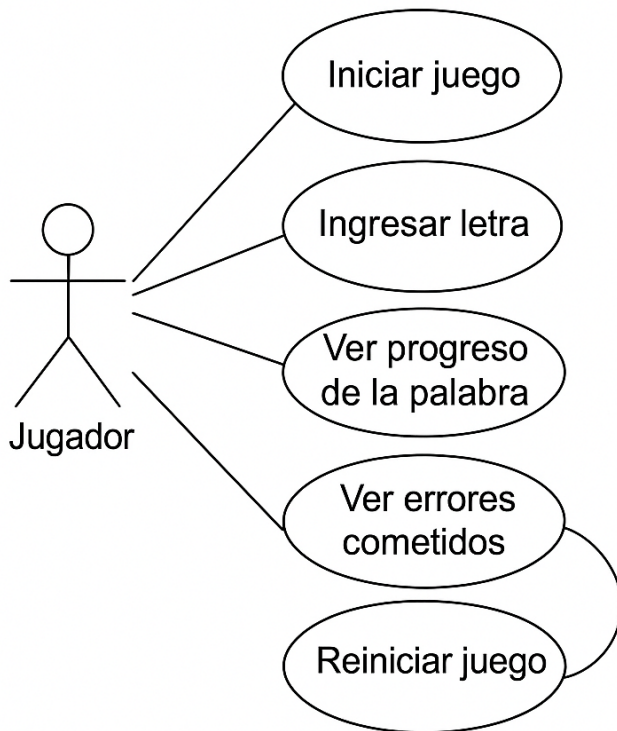 Iniciar juego
Ingresar letra
Ver progreso
de la palabra
Jugador
Ver errores
cometidos
Reiniciar juego